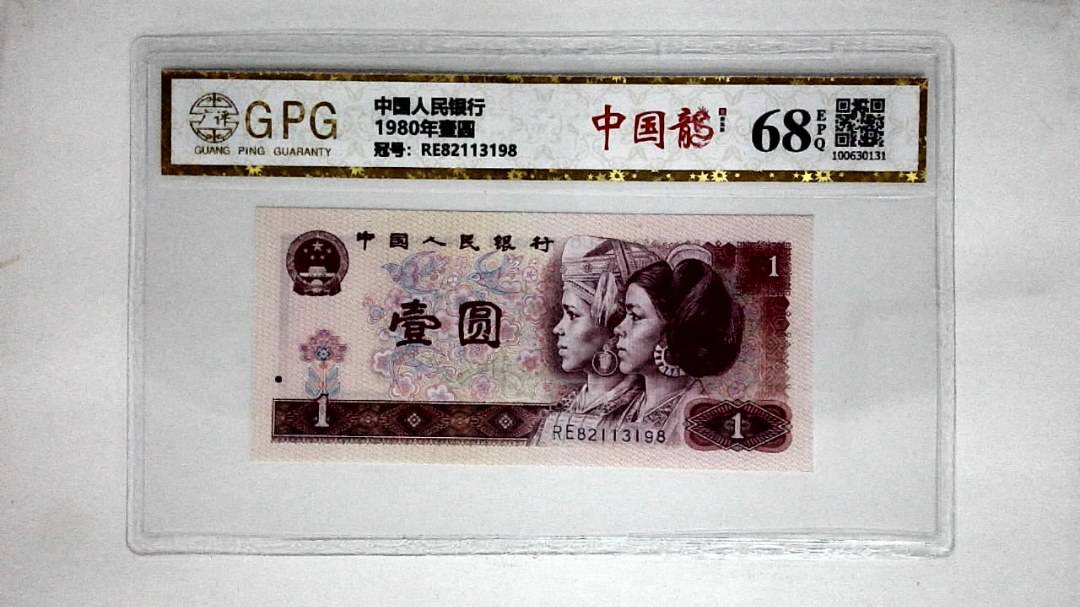 GPG
GUANG PING GUARANTY
中国人民银行
1980年壹圆
冠号: RE82113198
中国龍
68
EPQ
100630131
中国人民银行
壹圆
1
1
1
RE82113198